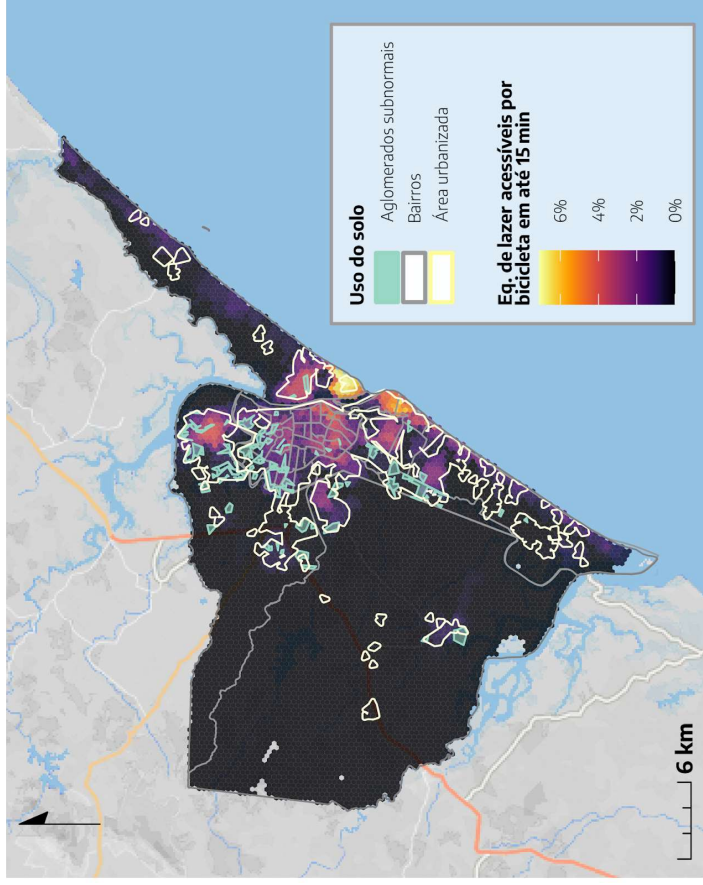 Uso do solo
Aglomerados subnormais
Bairros
Área urbanizada
Eq. de lazer acessíveis por
bicicleta em até 15 min
6%
4%
2%
0%
6 km